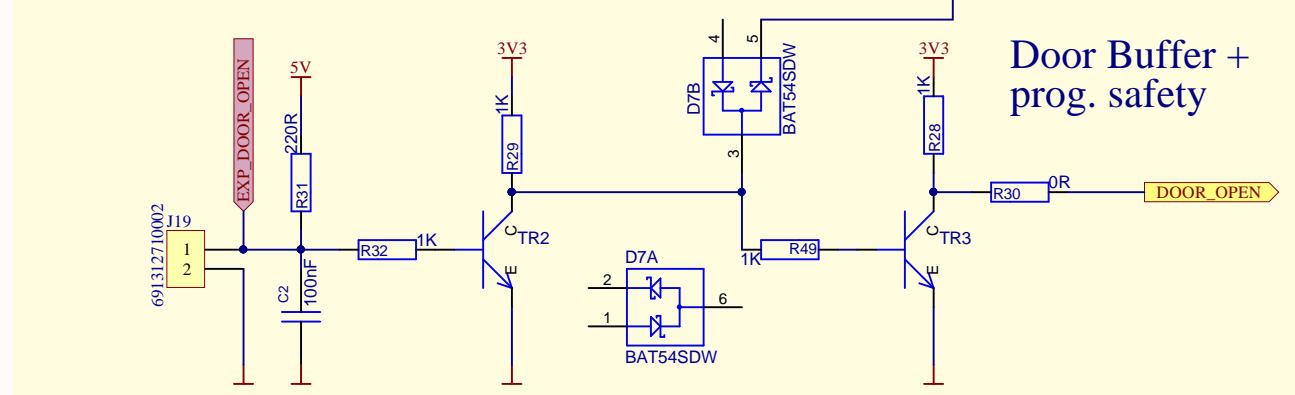 Door Buffer +
prog. safety
EXP_DOOR_OPEN
5V
220R
R31
J19
691312710002
1
2
C2
100nF
R32
1K
3V3
1K
R29
C
TR2
E
4
5
D7B
BAT54SDW
3
D7A
2
1
6
BAT54SDW
1K
R49
3V3
1K
R28
C
TR3
E
R30
0R
DOOR_OPEN